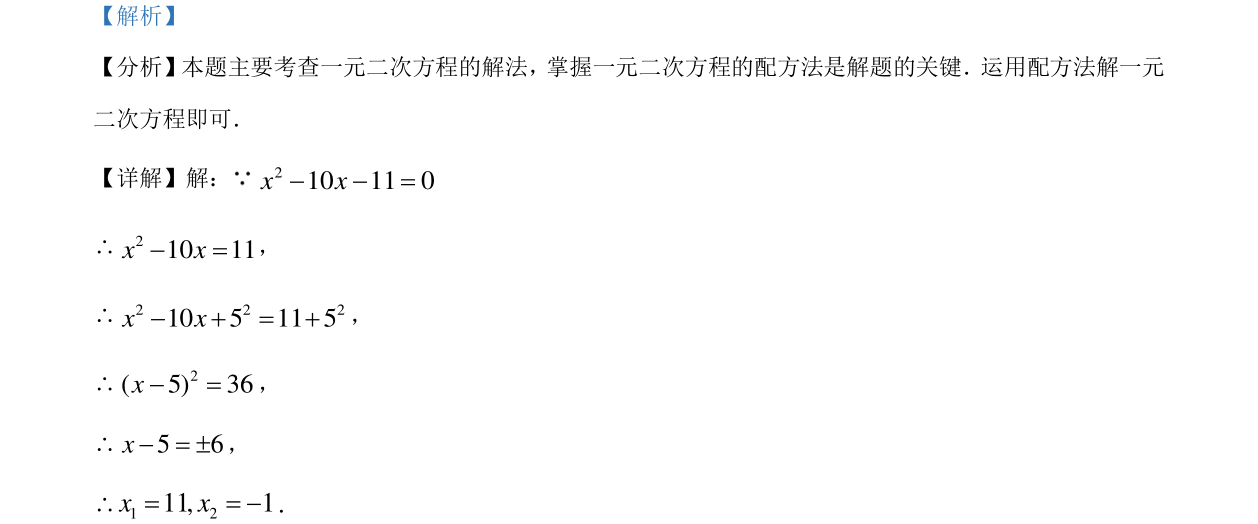 【解析】
【分析】本题主要考查一元二次方程的解法，掌握一元二次方程的配方法是解题的关键．运用配方法解一元
二次方程即可．
【详解】解：∵ x² −10x −11 = 0
∴ x² −10x = 11，
∴ x² −10x + 5² = 11 + 5²，
∴ (x − 5)² = 36，
∴ x − 5 = ±6，
∴ x₁ = 11, x₂ = −1．